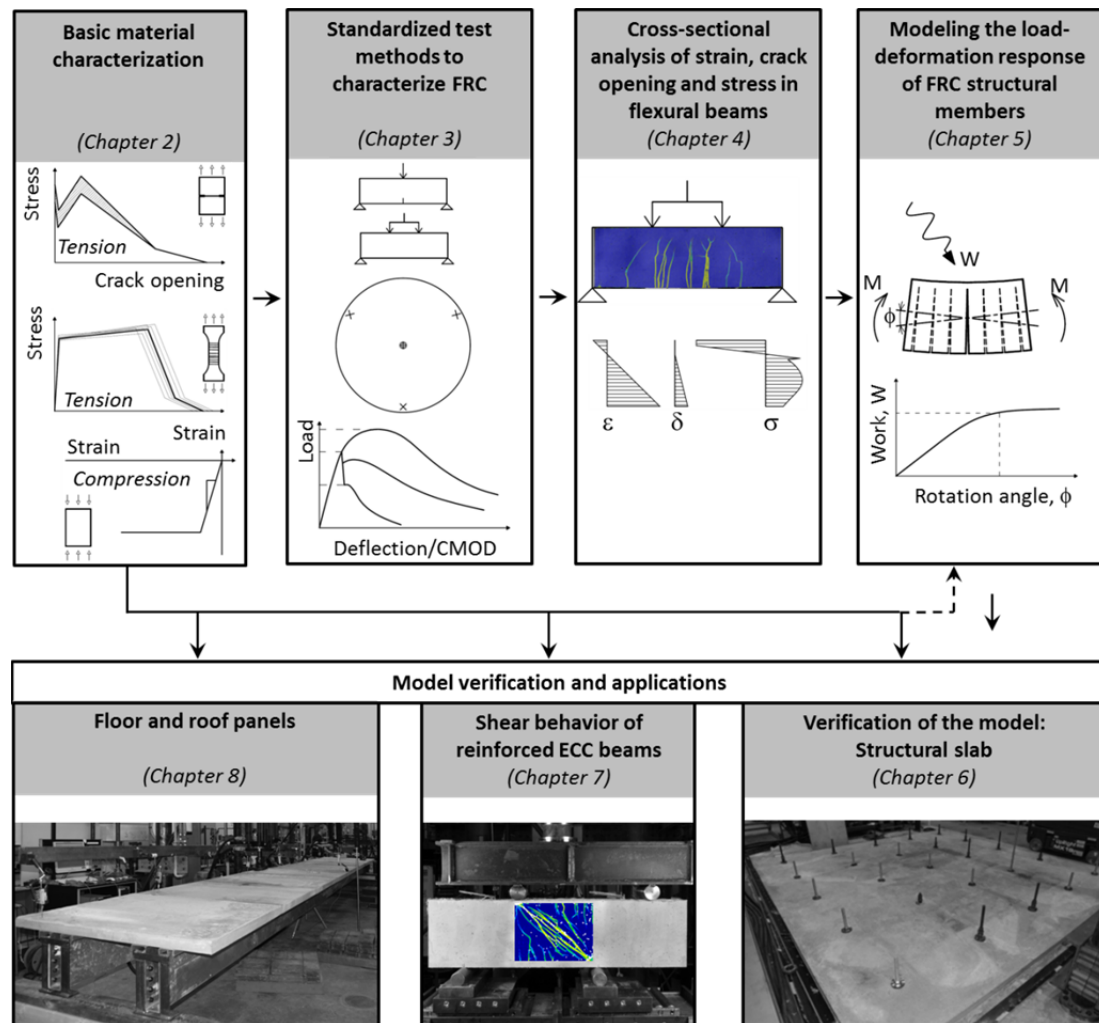 Basic material
characterization
(Chapter 2)
Stress
Tension
Crack opening
Stress
Tension
Strain
Strain
Compression
Standardized test
methods to
characterize FRC
(Chapter 3)
Load
Deflection/CMOD
Cross-sectional
analysis of strain, crack
opening and stress in
flexural beams
(Chapter 4)
ε
δ
σ
Modeling the load-
deformation response
of FRC structural
members
(Chapter 5)
W
M
M
ϕ
Work, W
Rotation angle, ϕ
Model verification and applications
Floor and roof panels
(Chapter 8)
Shear behavior of
reinforced ECC beams
(Chapter 7)
Verification of the model:
Structural slab
(Chapter 6)